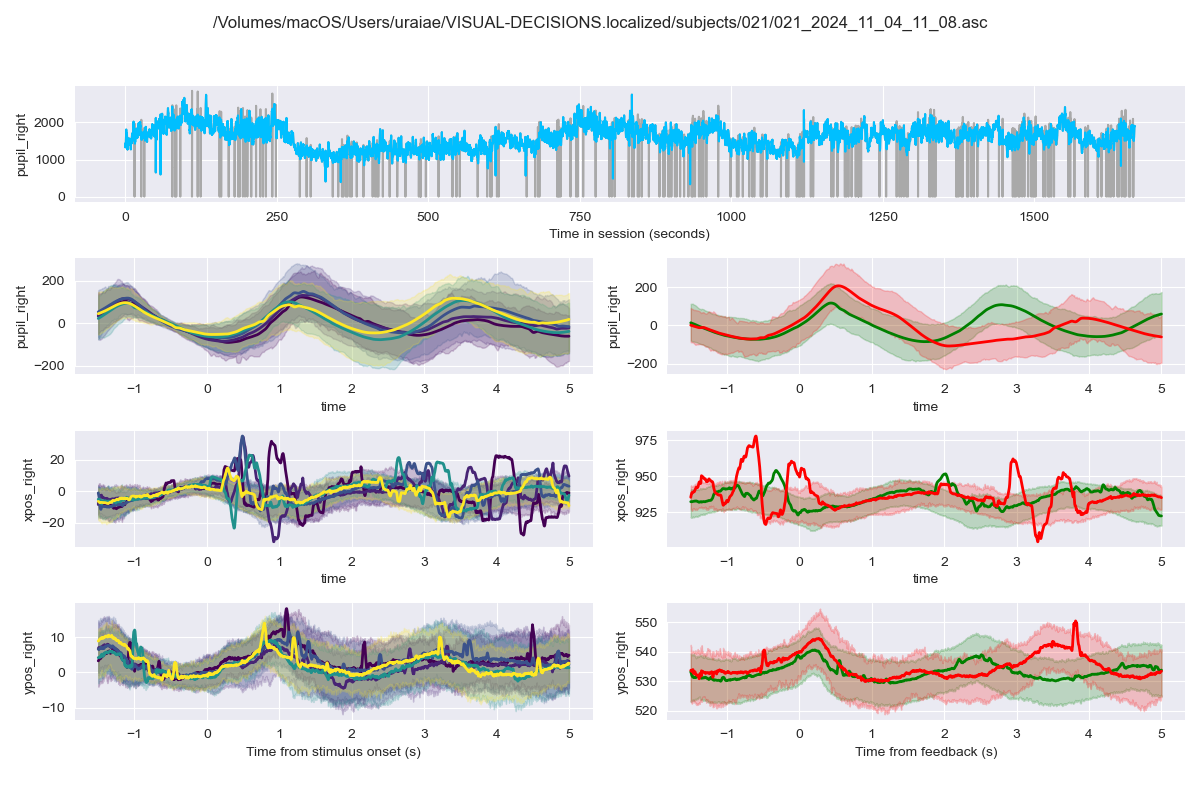 /Volumes/macOS/Users/uraiae/VISUAL-DECISIONS.localized/subjects/021/021_2024_11_04_11_08.asc
pupil_right
2000
1000
0
0 250 500 750 1000 1250 1500
Time in session (seconds)
pupil_right
200
0
−200
−1 0 1 2 3 4 5
time
pupil_right
200
0
−200
−1 0 1 2 3 4 5
time
xpos_right
20
0
−20
−1 0 1 2 3 4 5
time
xpos_right
975
950
925
−1 0 1 2 3 4 5
time
ypos_right
10
0
−10
−1 0 1 2 3 4 5
Time from stimulus onset (s)
ypos_right
550
540
530
520
−1 0 1 2 3 4 5
Time from feedback (s)